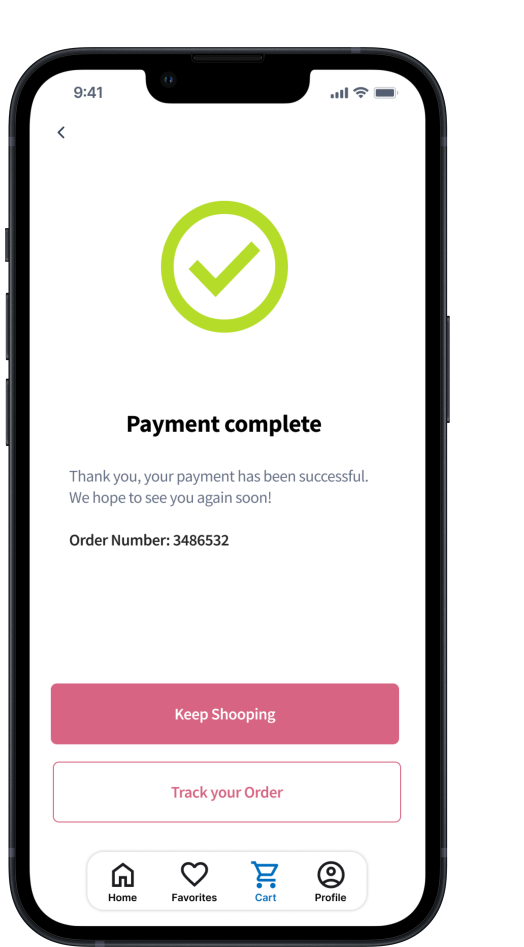 9:41
Payment complete
Thank you, your payment has been successful.
We hope to see you again soon!
Order Number: 3486532
Keep Shooping
Track your Order
Home Favorites Cart Profile